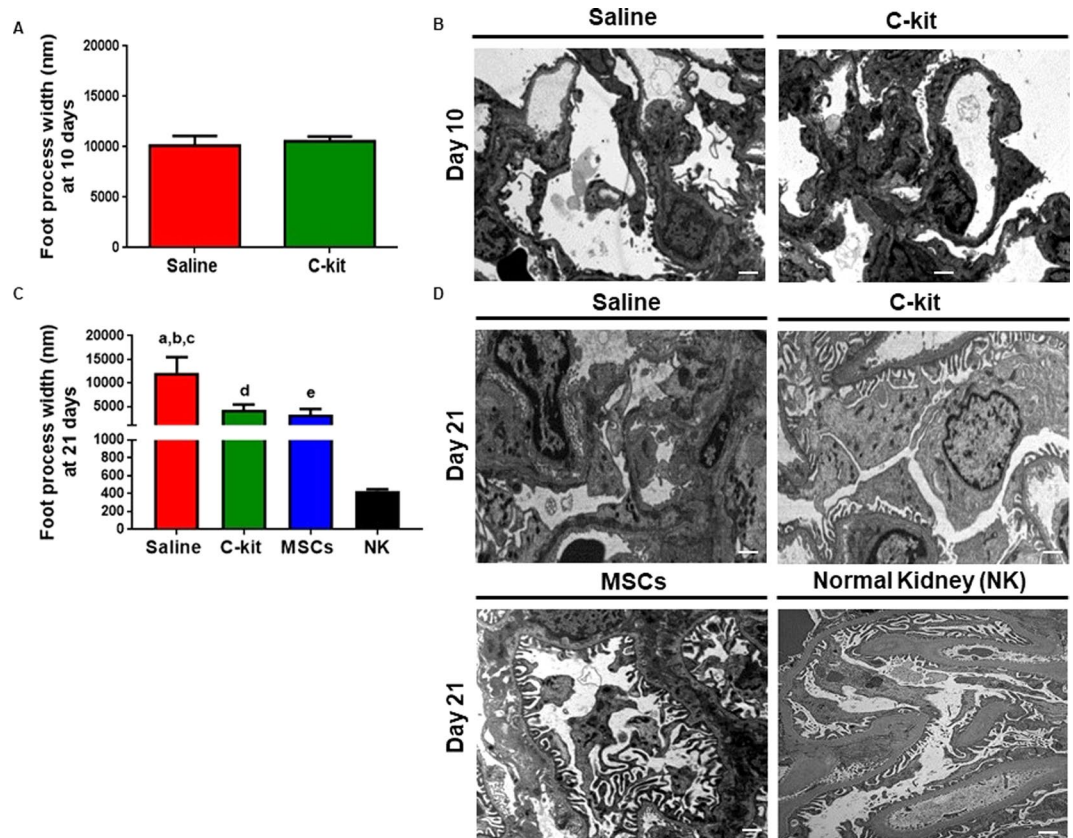 A
Foot process width (nm)
at 10 days
20000
15000
10000
5000
0
Saline
C-kit
B
Saline
C-kit
Day 10
C
Foot process width (nm)
at 21 days
20000
15000
10000
5000
1000
800
600
400
200
0
a,b,c
d
e
Saline
C-kit
MSCs
NK
D
Saline
C-kit
Day 21
MSCs
Normal Kidney (NK)
Day 21